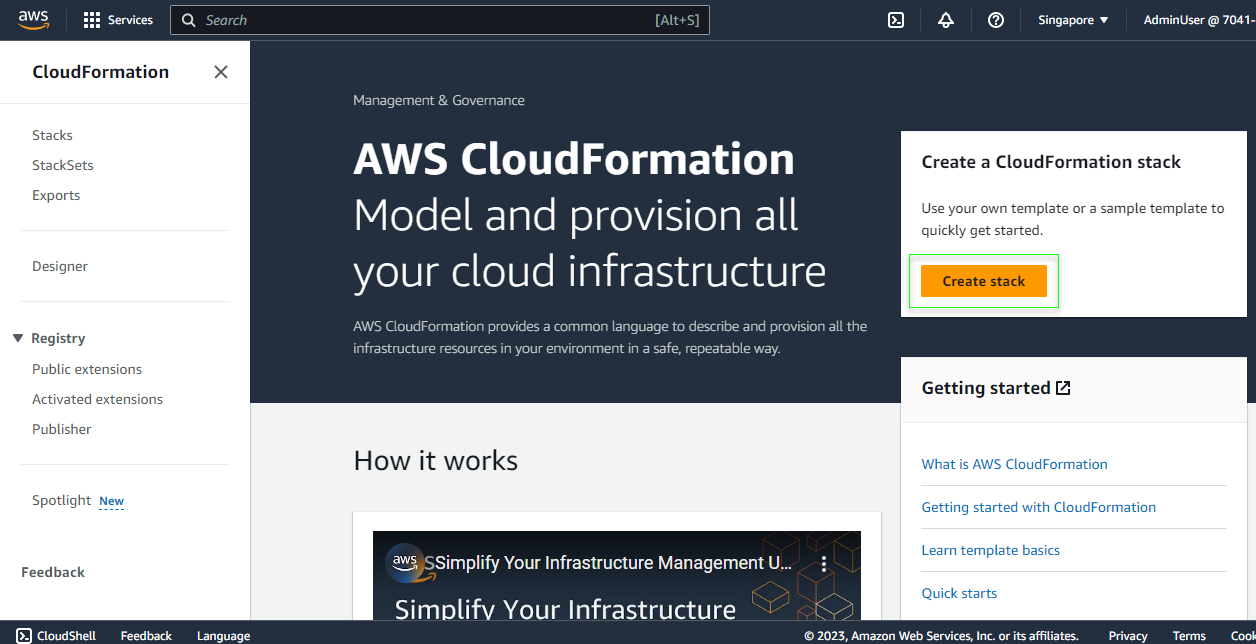 aws Services Search [Alt+S] Singapore AdminUser @ 7041-
CloudFormation
Stacks
StackSets
Exports
Designer
Registry
Public extensions
Activated extensions
Publisher
Spotlight New
Feedback
Management & Governance
AWS CloudFormation
Model and provision all
your cloud infrastructure
AWS CloudFormation provides a common language to describe and provision all the
infrastructure resources in your environment in a safe, repeatable way.
Create a CloudFormation stack
Use your own template or a sample template to
quickly get started.
Create stack
Getting started
What is AWS CloudFormation
Getting started with CloudFormation
Learn template basics
Quick starts
How it works
aws SSimplify Your Infrastructure Management U...
Simplify Your Infrastructure
CloudShell Feedback Language © 2023, Amazon Web Services, Inc. or its affiliates. Privacy Terms Cook